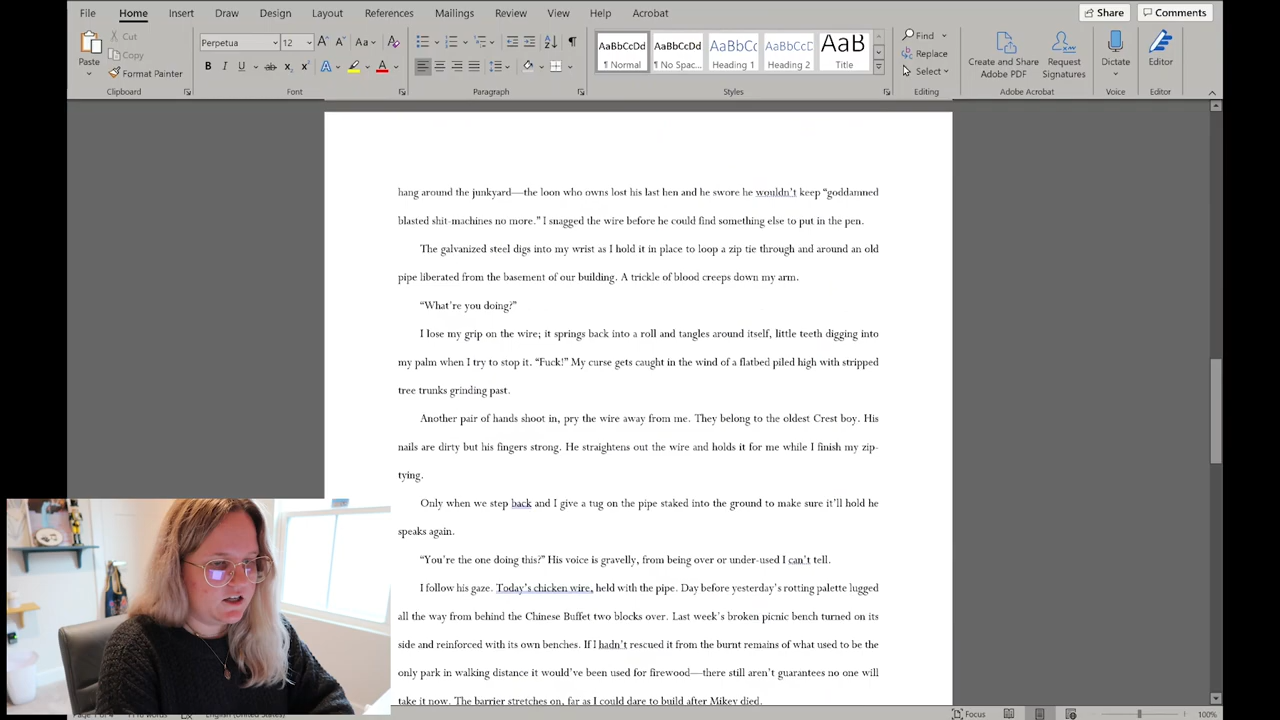 File Home Insert Draw Design Layout References Mailings Review View Help Acrobat Share Comments
Paste Cut Copy Format Painter Clipboard
Perpetua 12 Font
Paragraph
AaBbCcDd AaBbCcDd AaBbCc AaBbCcD AaB
¶ Normal ¶ No Spac... Heading 1 Heading 2 Title
Styles
Find Replace Select Editing
Create and Share Adobe PDF Request Signatures Adobe Acrobat
Dictate Voice
Editor Editor
hang around the junkyard—the loon who owns lost his last hen and he swore he wouldn't keep “goddamned
blasted shit-machines no more.” I snagged the wire before he could find something else to put in the pen.
The galvanized steel digs into my wrist as I hold it in place to loop a zip tie through and around an old
pipe liberated from the basement of our building. A trickle of blood creeps down my arm.
“What're you doing?”
I lose my grip on the wire; it springs back into a roll and tangles around itself, little teeth digging into
my palm when I try to stop it. “Fuck!” My curse gets caught in the wind of a flatbed piled high with stripped
tree trunks grinding past.
Another pair of hands shoot in, pry the wire away from me. They belong to the oldest Crest boy. His
nails are dirty but his fingers strong. He straightens out the wire and holds it for me while I finish my zip-
tying.
Only when we step back and I give a tug on the pipe staked into the ground to make sure it'll hold he
speaks again.
“You're the one doing this?” His voice is gravelly, from being over or under-used I can't tell.
I follow his gaze. Today's chicken wire, held with the pipe. Day before yesterday's rotting palette lugged
all the way from behind the Chinese Buffet two blocks over. Last week's broken picnic bench turned on its
side and reinforced with its own benches. If I hadn't rescued it from the burnt remains of what used to be the
only park in walking distance it would've been used for firewood—there still aren't guarantees no one will
take it now. The barrier stretches on, far as I could dare to build after Mikey died.
Focus 100%